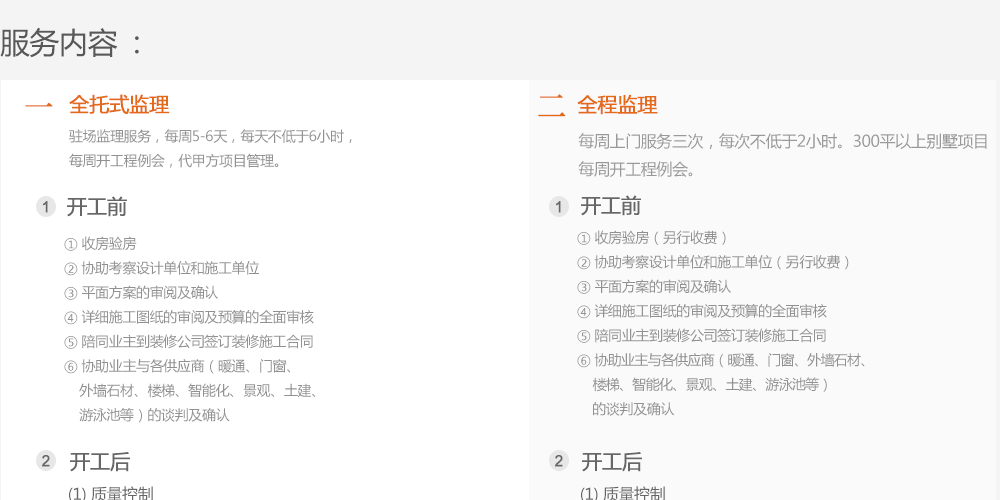 服务内容 ：
一 全托式监理
驻场监理服务，每周5-6天，每天不低于6小时，
每周开工程例会，代甲方项目管理。
1 开工前
① 收房验房
② 协助考察设计单位和施工单位
③ 平面方案的审阅及确认
④ 详细施工图纸的审阅及预算的全面审核
⑤ 陪同业主到装修公司签订装修施工合同
⑥ 协助业主与各供应商（暖通、门窗、
外墙石材、楼梯、智能化、景观、土建、
游泳池等）的谈判及确认
2 开工后
(1) 质量控制
二 全程监理
每周上门服务三次，每次不低于2小时。300平以上别墅项目
每周开工程例会。
1 开工前
① 收房验房（另行收费）
② 协助考察设计单位和施工单位（另行收费）
③ 平面方案的审阅及确认
④ 详细施工图纸的审阅及预算的全面审核
⑤ 陪同业主到装修公司签订装修施工合同
⑥ 协助业主与各供应商（暖通、门窗、外墙石材、
楼梯、智能化、景观、土建、游泳池等）
的谈判及确认
2 开工后
(1) 质量控制